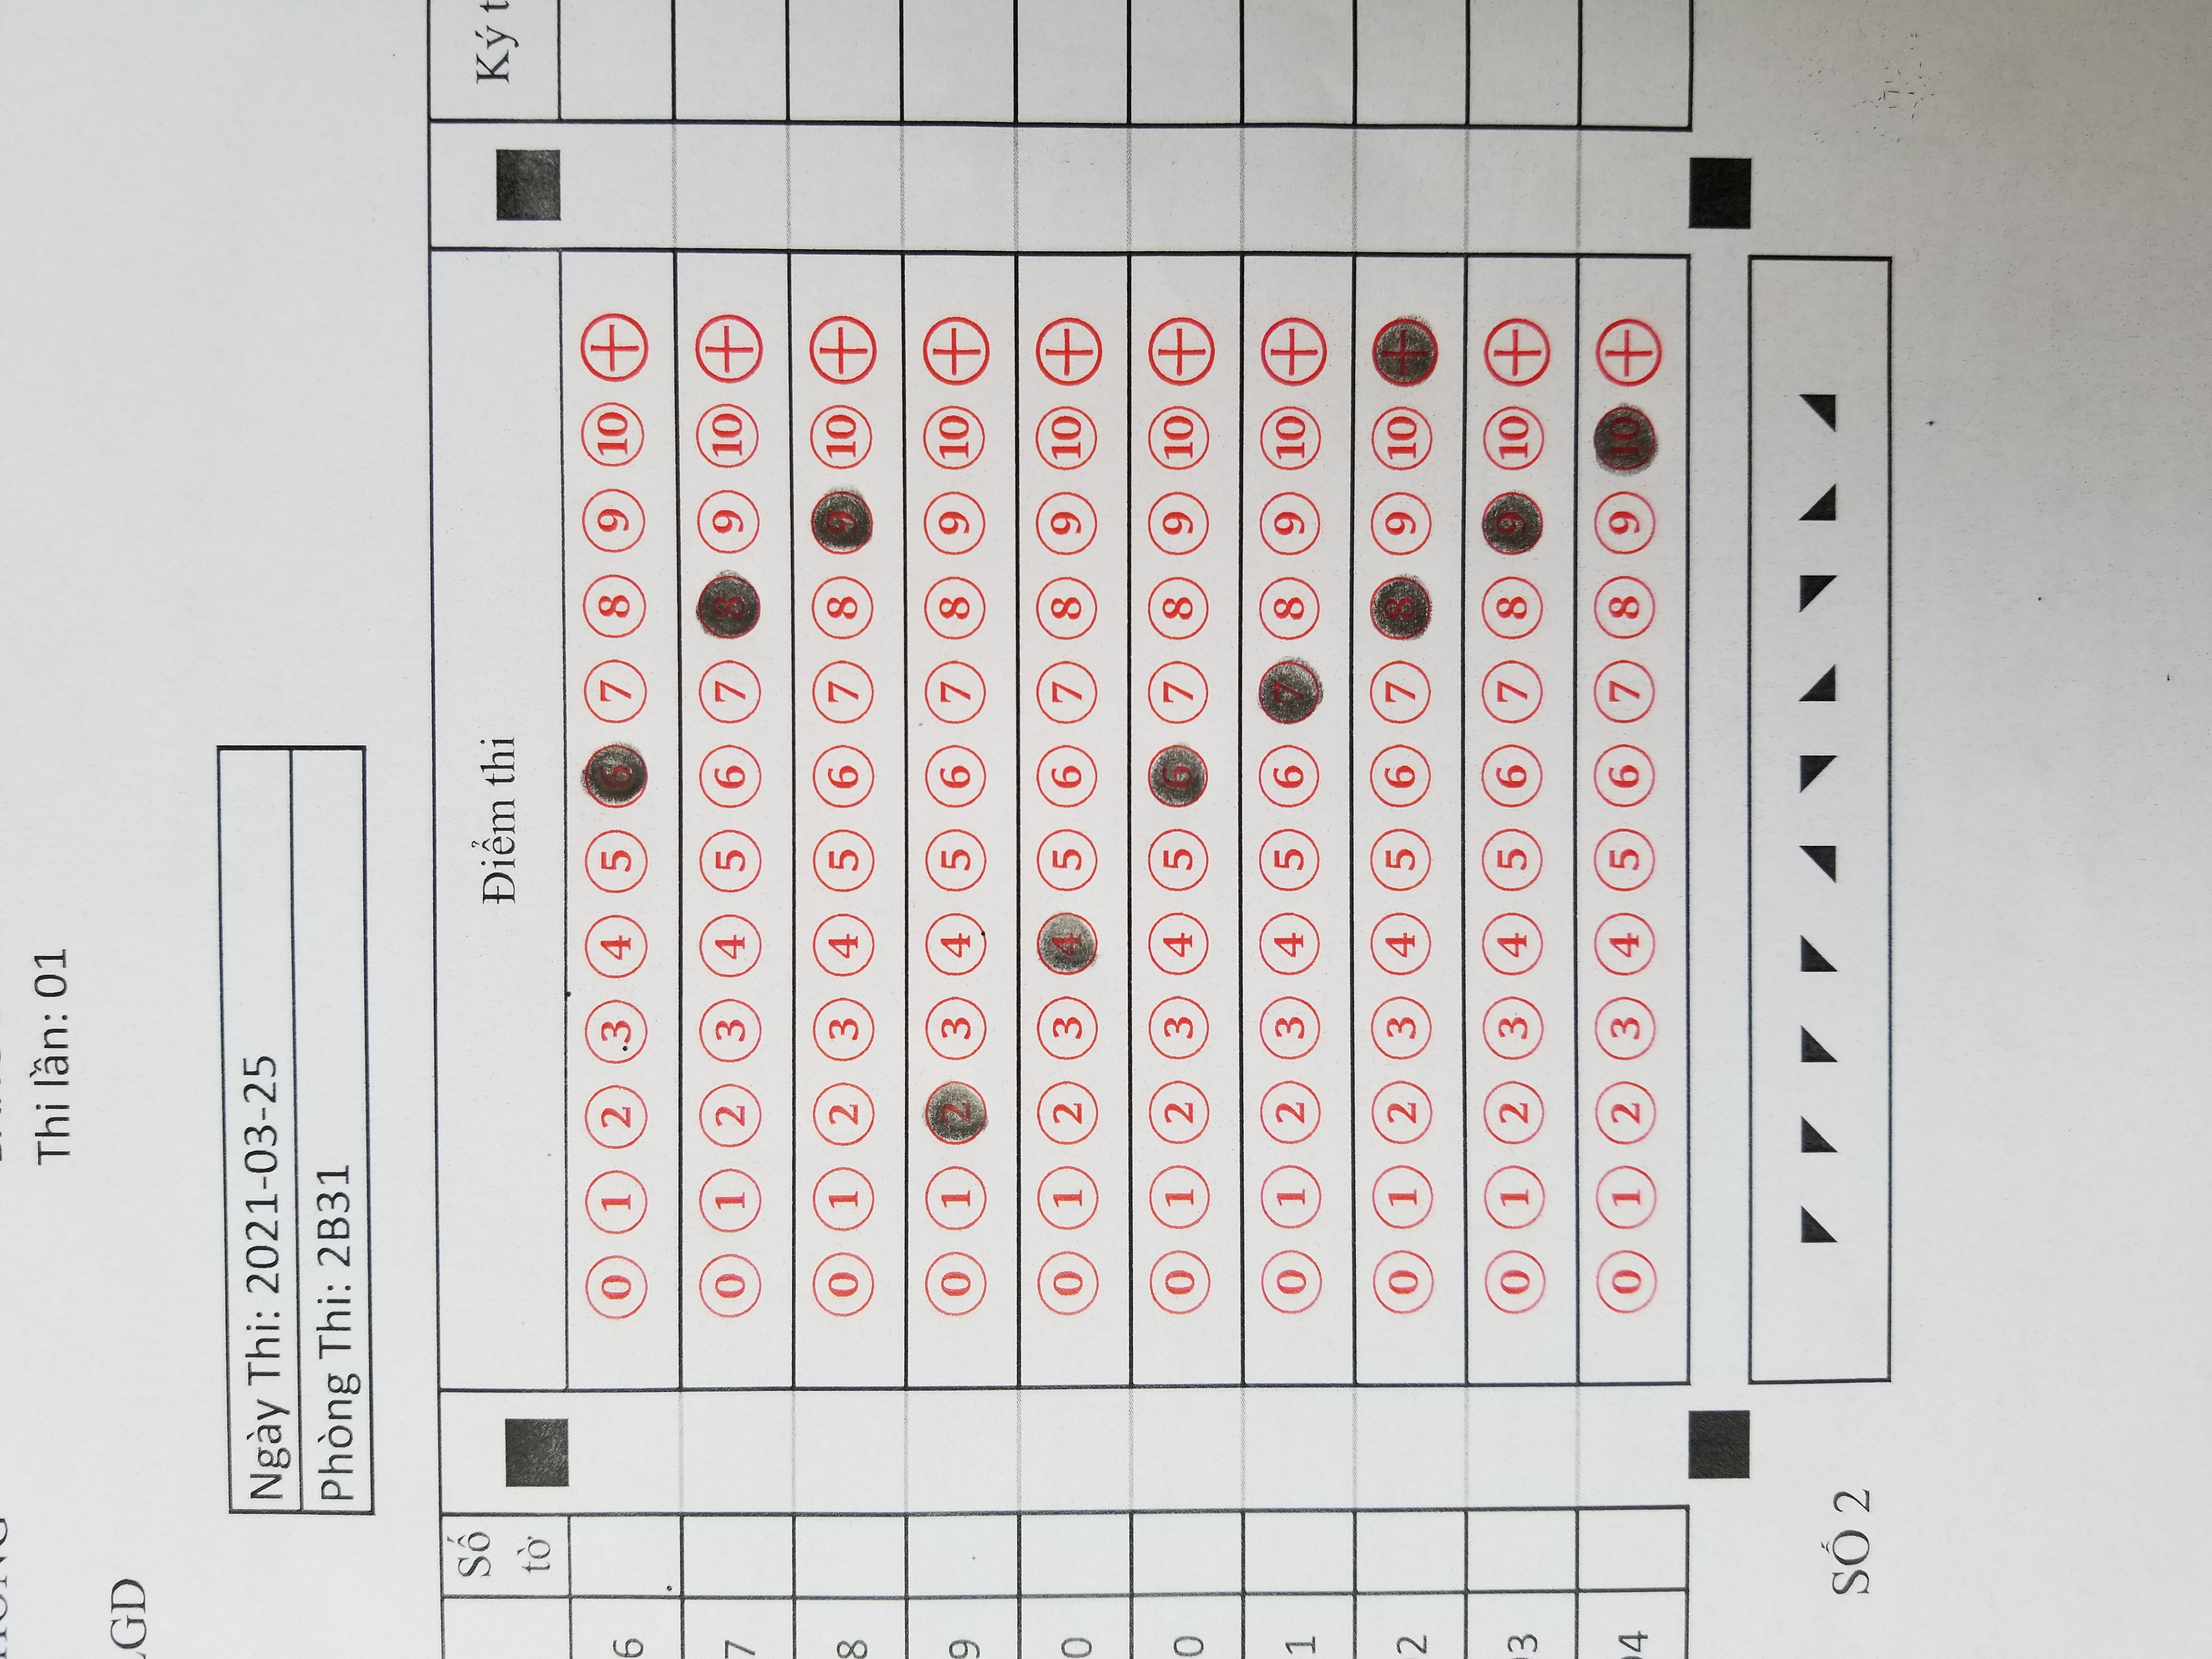 Thi lần: 01
LGD
Ngày Thi: 2021-03-25
Phòng Thi: 2B31
Số tờ Điểm thi Ký t
6 0 1 2 3 4 5 6 7 8 9 10 +
7 0 1 2 3 4 5 6 7 8 9 10 +
8 0 1 2 3 4 5 6 7 8 9 10 +
9 0 1 2 3 4 5 6 7 8 9 10 +
0 0 1 2 3 4 5 6 7 8 9 10 +
0 0 1 2 3 4 5 6 7 8 9 10 +
1 0 1 2 3 4 5 6 7 8 9 10 +
2 0 1 2 3 4 5 6 7 8 9 10 +
03 0 1 2 3 4 5 6 7 8 9 10 +
04 0 1 2 3 4 5 6 7 8 9 10 +
SỐ 2